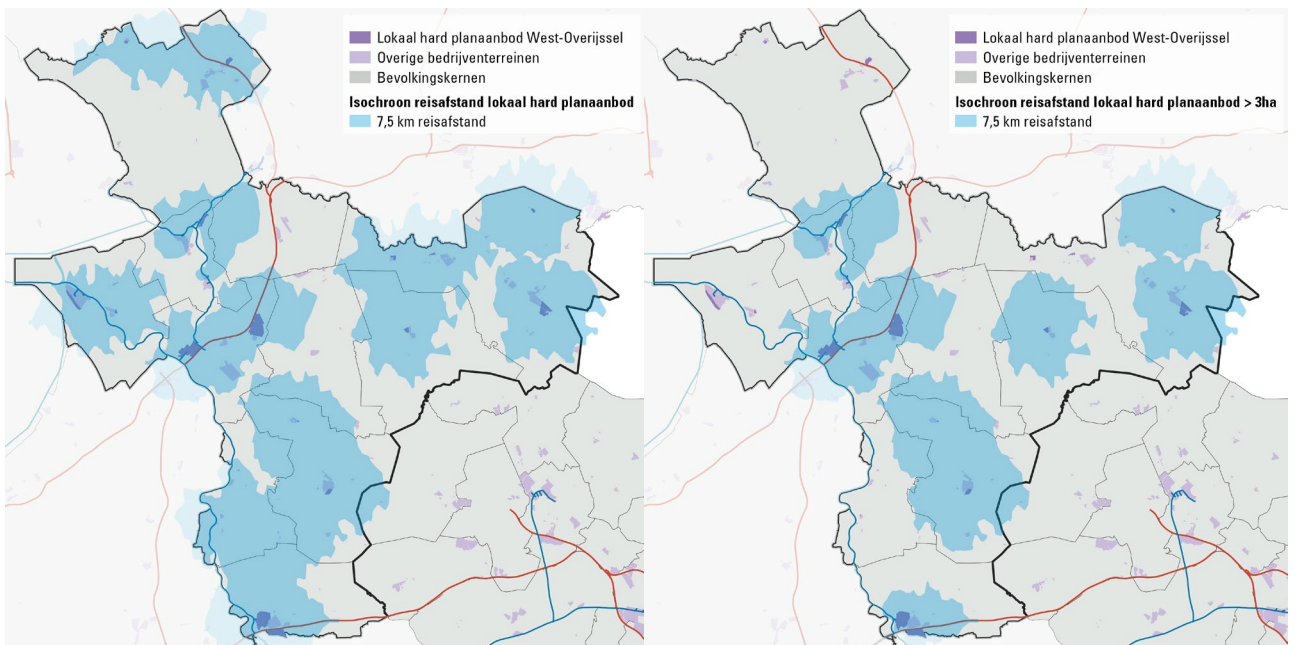 Lokaal hard planaanbod West-Overijssel
Overige bedrijventerreinen
Bevolkingskernen
Isochroon reisafstand lokaal hard planaanbod
7,5 km reisafstand
Lokaal hard planaanbod West-Overijssel
Overige bedrijventerreinen
Bevolkingskernen
Isochroon reisafstand lokaal hard planaanbod > 3ha
7,5 km reisafstand